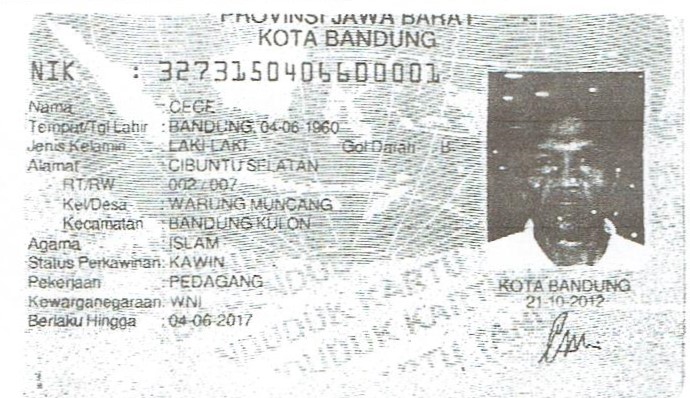 PROVINSI JAWA BARAT
KOTA BANDUNG
NIK : 3273150406600001
Nama : CECE
Tempat/Tgl Lahir : BANDUNG, 04-06-1960
Jenis Kelamin : LAKI-LAKI Gol Darah : B
Alamat : CIBUNTU SELATAN
RT/RW : 002 / 007
Kel/Desa : WARUNG MUNCANG
Kecamatan : BANDUNG KULON
Agama : ISLAM
Status Perkawinan: KAWIN
Pekerjaan : PEDAGANG
Kewarganegaraan: WNI
Berlaku Hingga : 04-06-2017
KOTA BANDUNG
21-10-2012